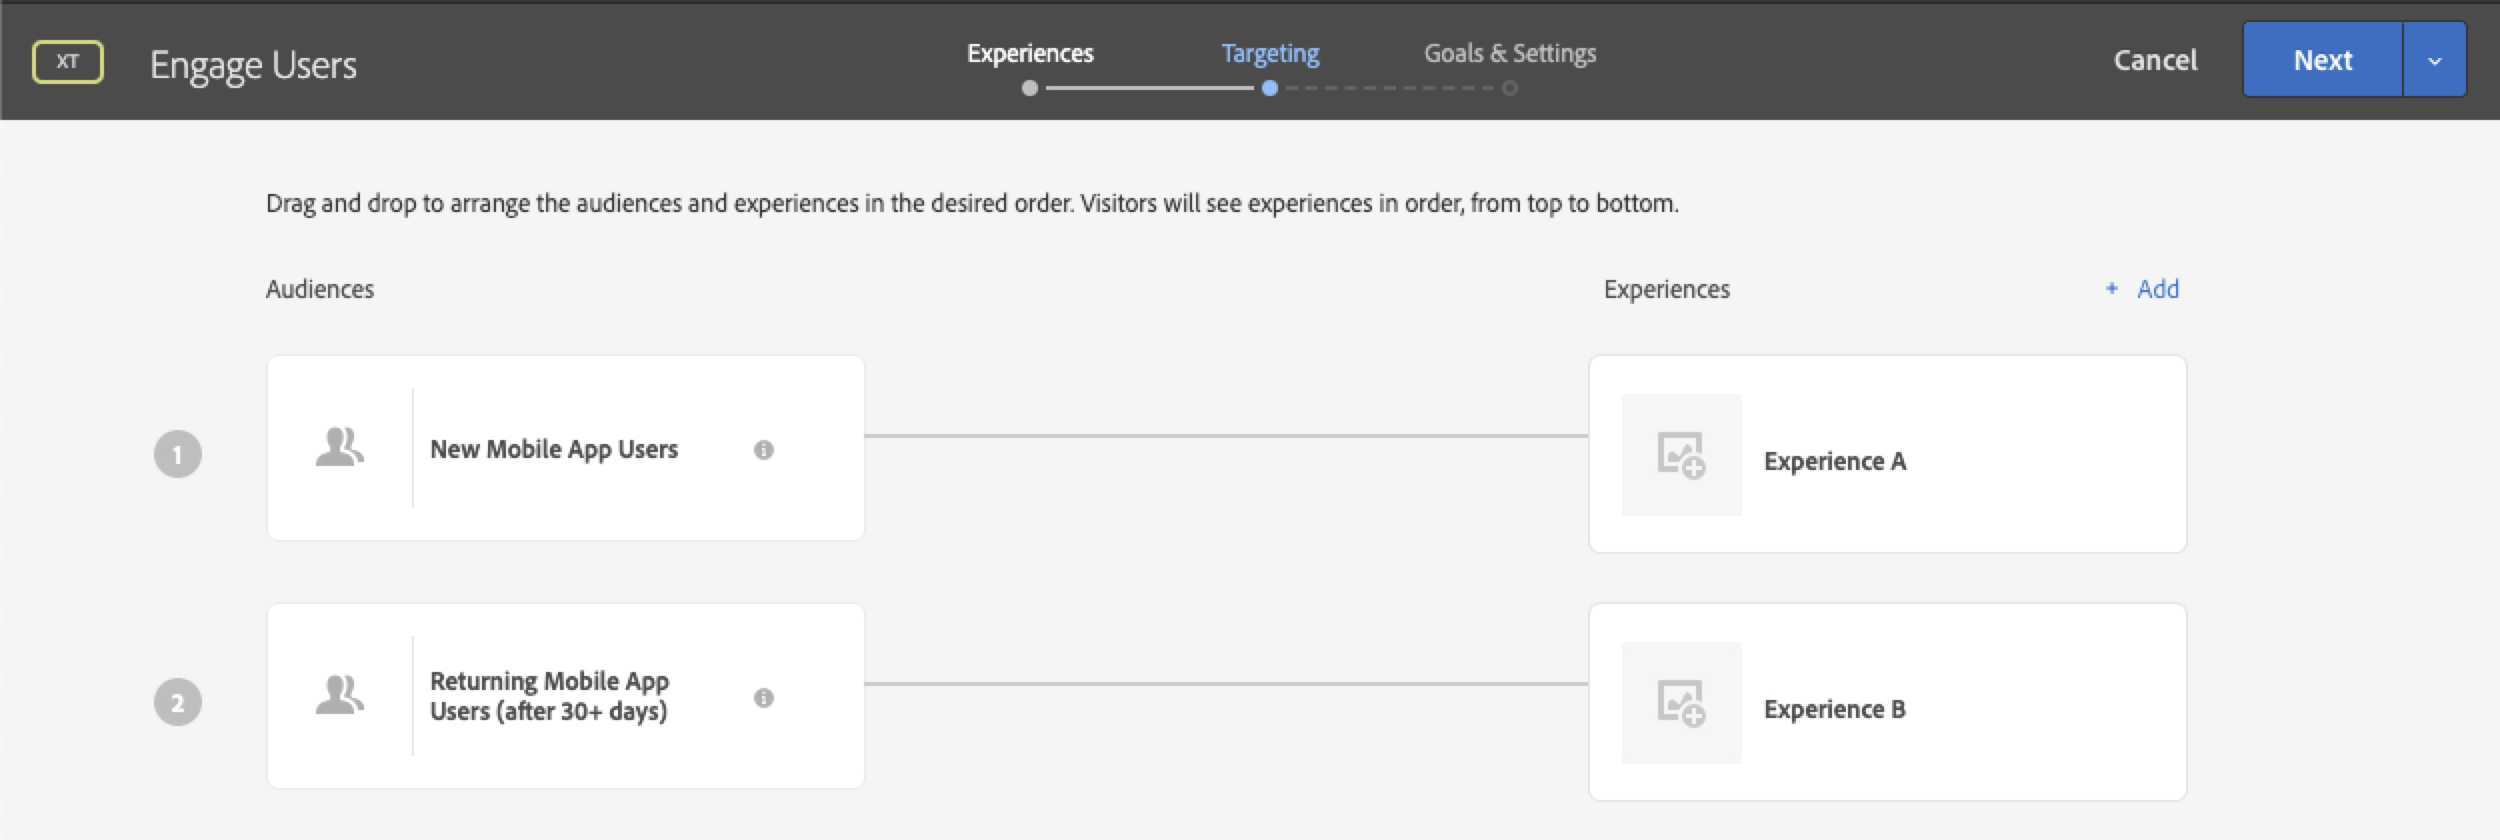 XT
Engage Users
Experiences
Targeting
Goals & Settings
Cancel
Next
Drag and drop to arrange the audiences and experiences in the desired order. Visitors will see experiences in order, from top to bottom.
Audiences
Experiences
+ Add
1
New Mobile App Users
Experience A
2
Returning Mobile App
Users (after 30+ days)
Experience B